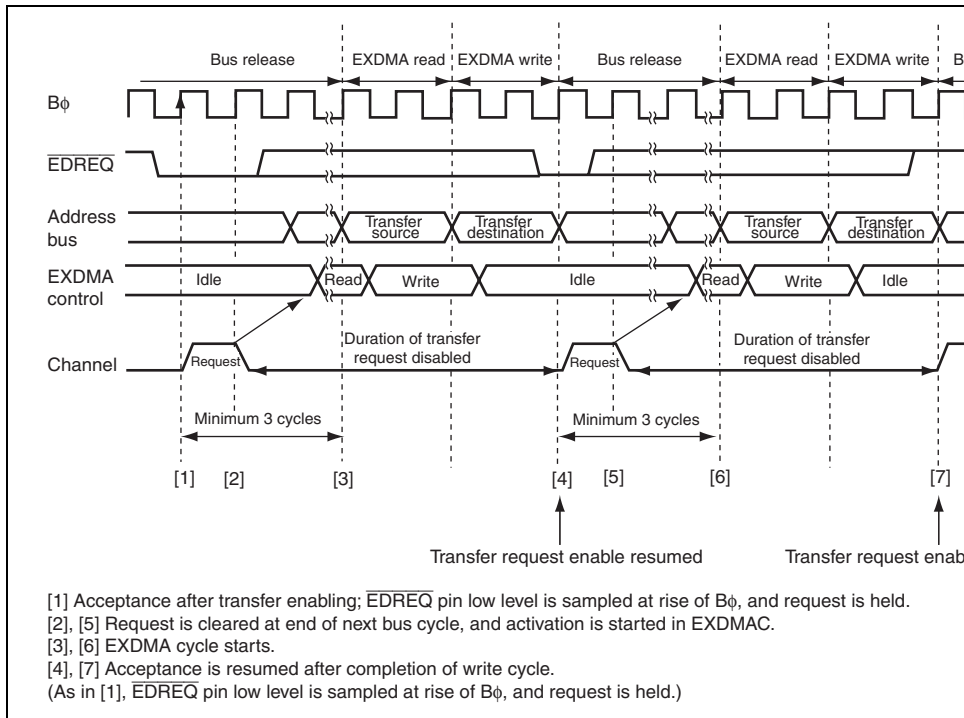 Bus release EXDMA read EXDMA write Bus release EXDMA read EXDMA write B
Bφ
EDREQ
Address bus
Transfer source
Transfer destination
Transfer source
Transfer destination
EXDMA control
Idle Read Write Idle Read Write Idle
Channel
Request
Duration of transfer request disabled
Request
Duration of transfer request disabled
Minimum 3 cycles Minimum 3 cycles
[1] [2] [3] [4] [5] [6] [7]
Transfer request enable resumed Transfer request enab
[1] Acceptance after transfer enabling; EDREQ pin low level is sampled at rise of Bφ, and request is held.
[2], [5] Request is cleared at end of next bus cycle, and activation is started in EXDMAC.
[3], [6] EXDMA cycle starts.
[4], [7] Acceptance is resumed after completion of write cycle.
(As in [1], EDREQ pin low level is sampled at rise of Bφ, and request is held.)